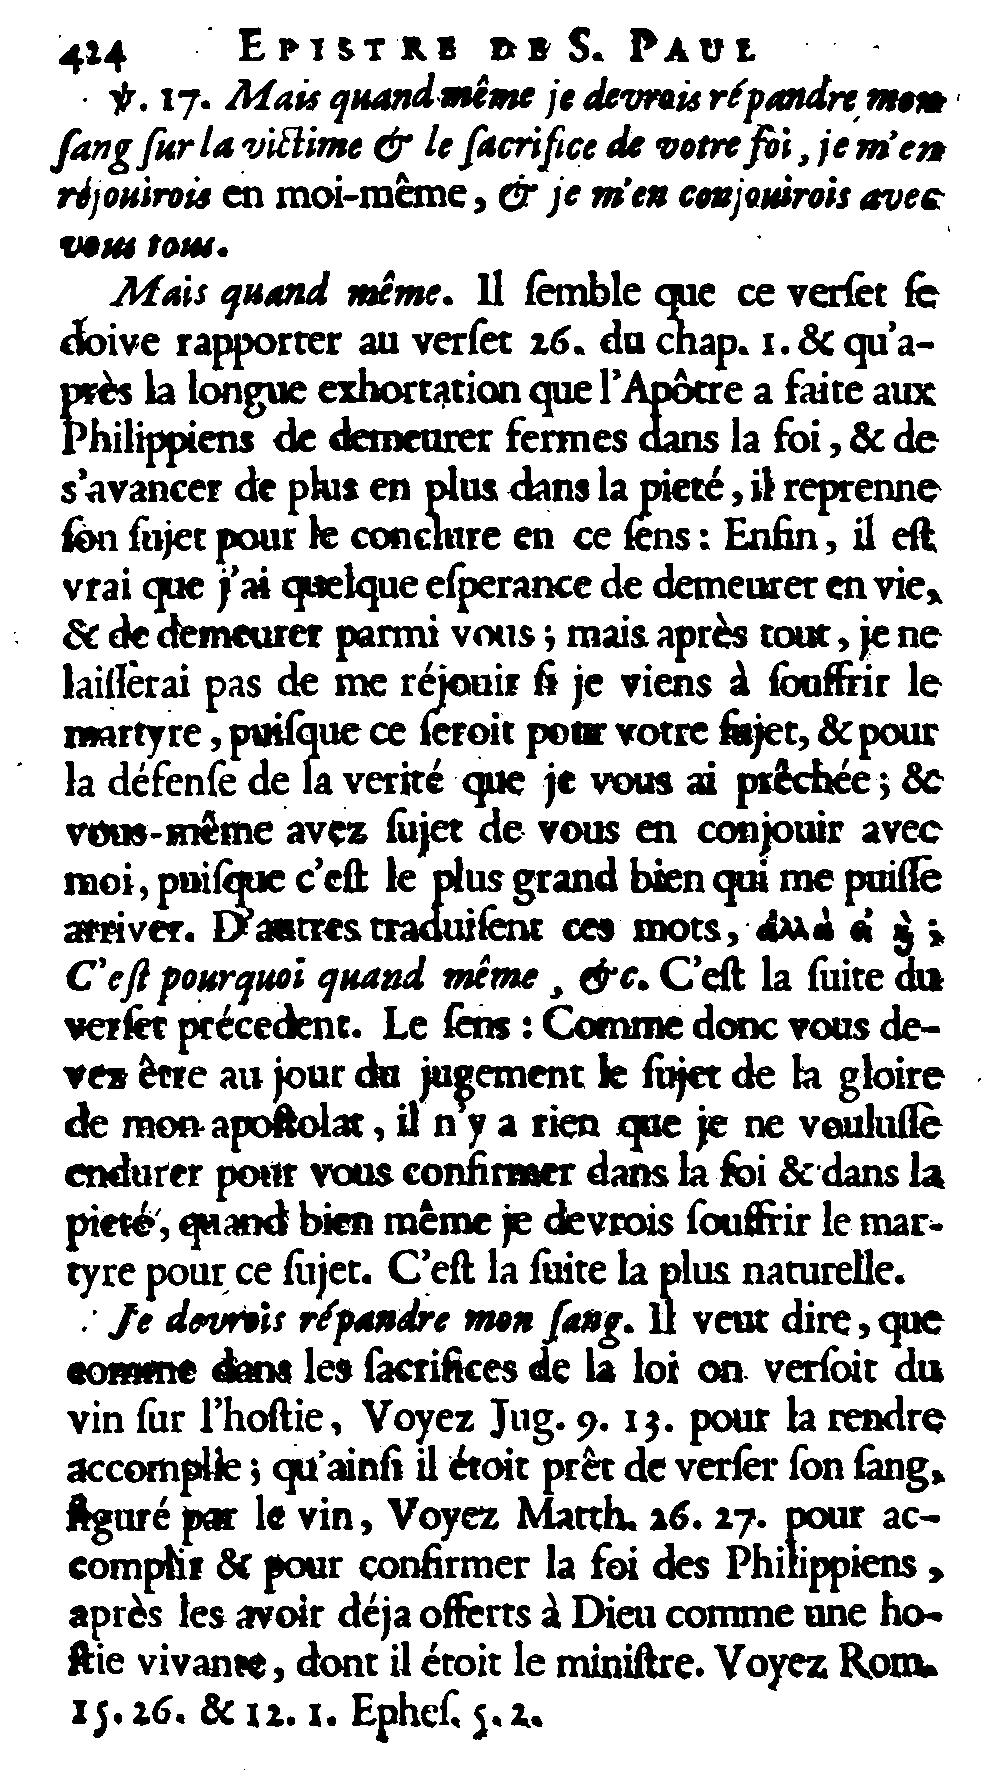 424 EPISTRE DE S. PAUL
℣. 17. Mais quand même je devrois répandre mon
ſang ſur la victime & le ſacrifice de votre foi, je m'en
réjouirois en moi-même, & je m'en conjouirois avec
vous tous.
Mais quand même. Il ſemble que ce verſet ſe
doive rapporter au verſet 26. du chap. 1. & qu'a-
près la longue exhortation que l'Apôtre a faite aux
Philippiens de demeurer fermes dans la foi, & de
s'avancer de plus en plus dans la pieté, il reprenne
ſon ſujet pour le conclure en ce ſens: Enfin, il eſt
vrai que j'ai quelque eſperance de demeurer en vie,
& de demeurer parmi vous; mais après tout, je ne
laiſſerai pas de me réjouir ſi je viens à ſouffrir le
martyre, puiſque ce ſeroit pour votre ſujet, & pour
la défenſe de la verité que je vous ai prêchée; &
vous-même avez ſujet de vous en conjouir avec
moi, puiſque c'eſt le plus grand bien qui me puiſſe
arriver. D'autres traduiſent ces mots, ἀλλὰ
C'eſt pourquoi quand même, &c. C'eſt la ſuite du
verſet précedent. Le ſens: Comme donc vous de-
vez être au jour du jugement le ſujet de la gloire
de mon apoſtolat, il n'y a rien que je ne vouluſſe
endurer pour vous confirmer dans la foi & dans la
pieté, quand bien même je devrois ſouffrir le mar-
tyre pour ce ſujet. C'eſt la ſuite la plus naturelle.
Je devrois répandre mon ſang. Il veut dire, que
comme dans les ſacrifices de la loi on verſoit du
vin ſur l'hoſtie, Voyez Jug. 9. 13. pour la rendre
accomplie; qu'ainſi il étoit prêt de verſer ſon ſang,
figuré par le vin, Voyez Matth. 26. 27. pour ac-
complir & pour confirmer la foi des Philippiens,
après les avoir déja offerts à Dieu comme une ho-
ſtie vivante, dont il étoit le miniſtre. Voyez Rom.
15. 26. & 12. 1. Epheſ. 5. 2.